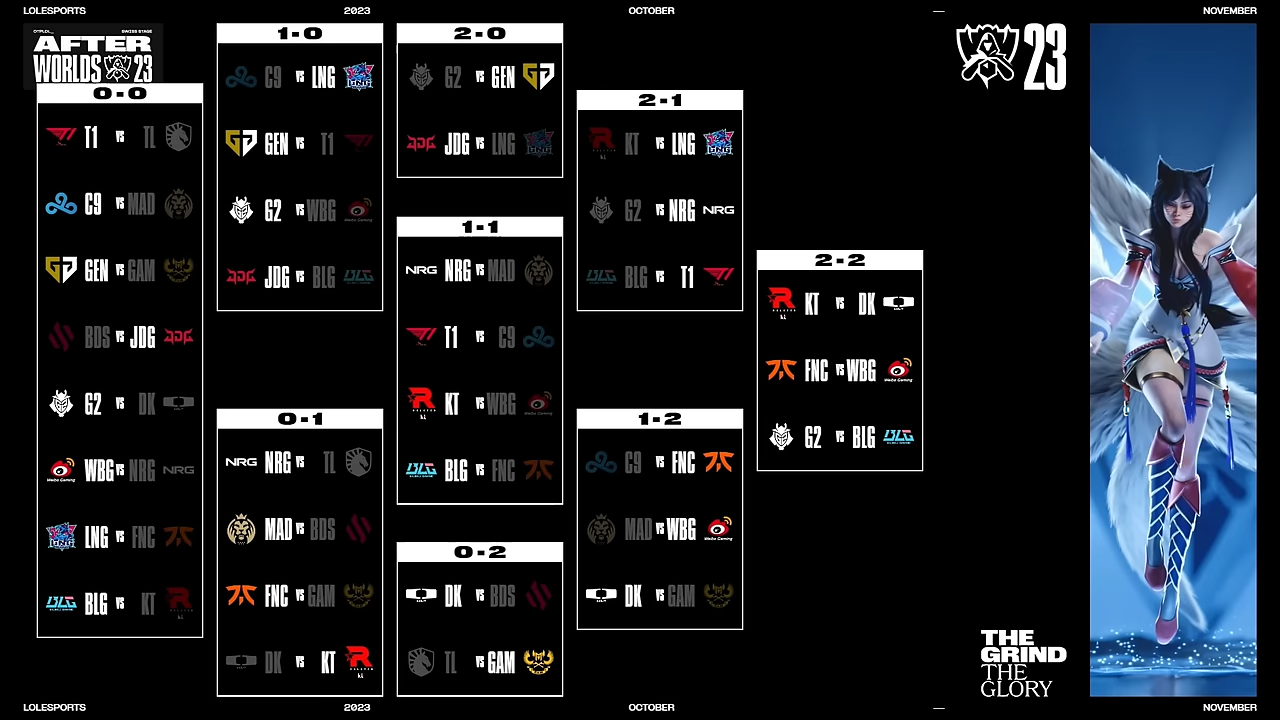 LOLESPORTS 2023 OCTOBER — NOVEMBER
SWISS STAGE
AFTER
WORLDS 23
0-0
T1 VS TL
C9 VS MAD
GEN VS GAM
BDS VS JDG
G2 VS DK
WBG VS NRG NRG
LNG VS FNC
BLG VS KT
1-0
C9 VS LNG
GEN VS T1
G2 VS WBG
JDG VS BLG
0-1
NRG NRG VS TL
MAD VS BDS
FNC VS GAM
DK VS KT
2-0
G2 VS GEN
JDG VS LNG
1-1
NRG NRG VS MAD
T1 VS C9
KT VS WBG
BLG VS FNC
0-2
DK VS BDS
TL VS GAM
2-1
KT VS LNG
G2 VS NRG NRG
BLG VS T1
1-2
C9 VS FNC
MAD VS WBG
DK VS GAM
2-2
KT VS DK
FNC VS WBG
G2 VS BLG
23
THE
GRIND
THE
GLORY
LOLESPORTS 2023 OCTOBER — NOVEMBER